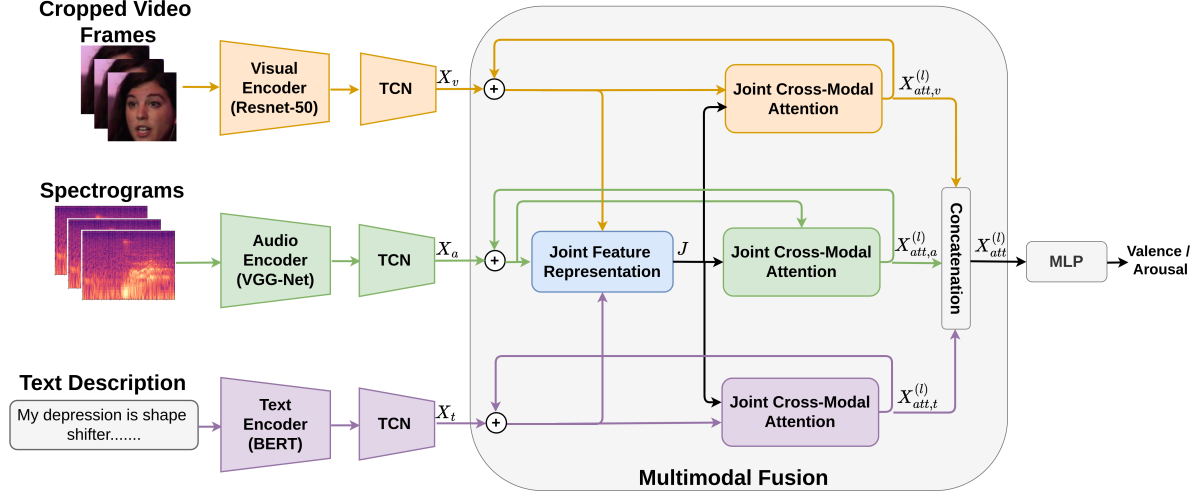 Cropped Video
Frames
Visual
Encoder
(Resnet-50)
TCN
X_v
+
Joint Cross-Modal
Attention
X_{att,v}^{(l)}
Spectrograms
Audio
Encoder
(VGG-Net)
TCN
X_a
+
Joint Feature
Representation
J
Joint Cross-Modal
Attention
X_{att,a}^{(l)}
Concatenation
X_{att}^{(l)}
MLP
Valence /
Arousal
Text Description
My depression is shape
shifter.......
Text
Encoder
(BERT)
TCN
X_t
+
Joint Cross-Modal
Attention
X_{att,t}^{(l)}
Multimodal Fusion